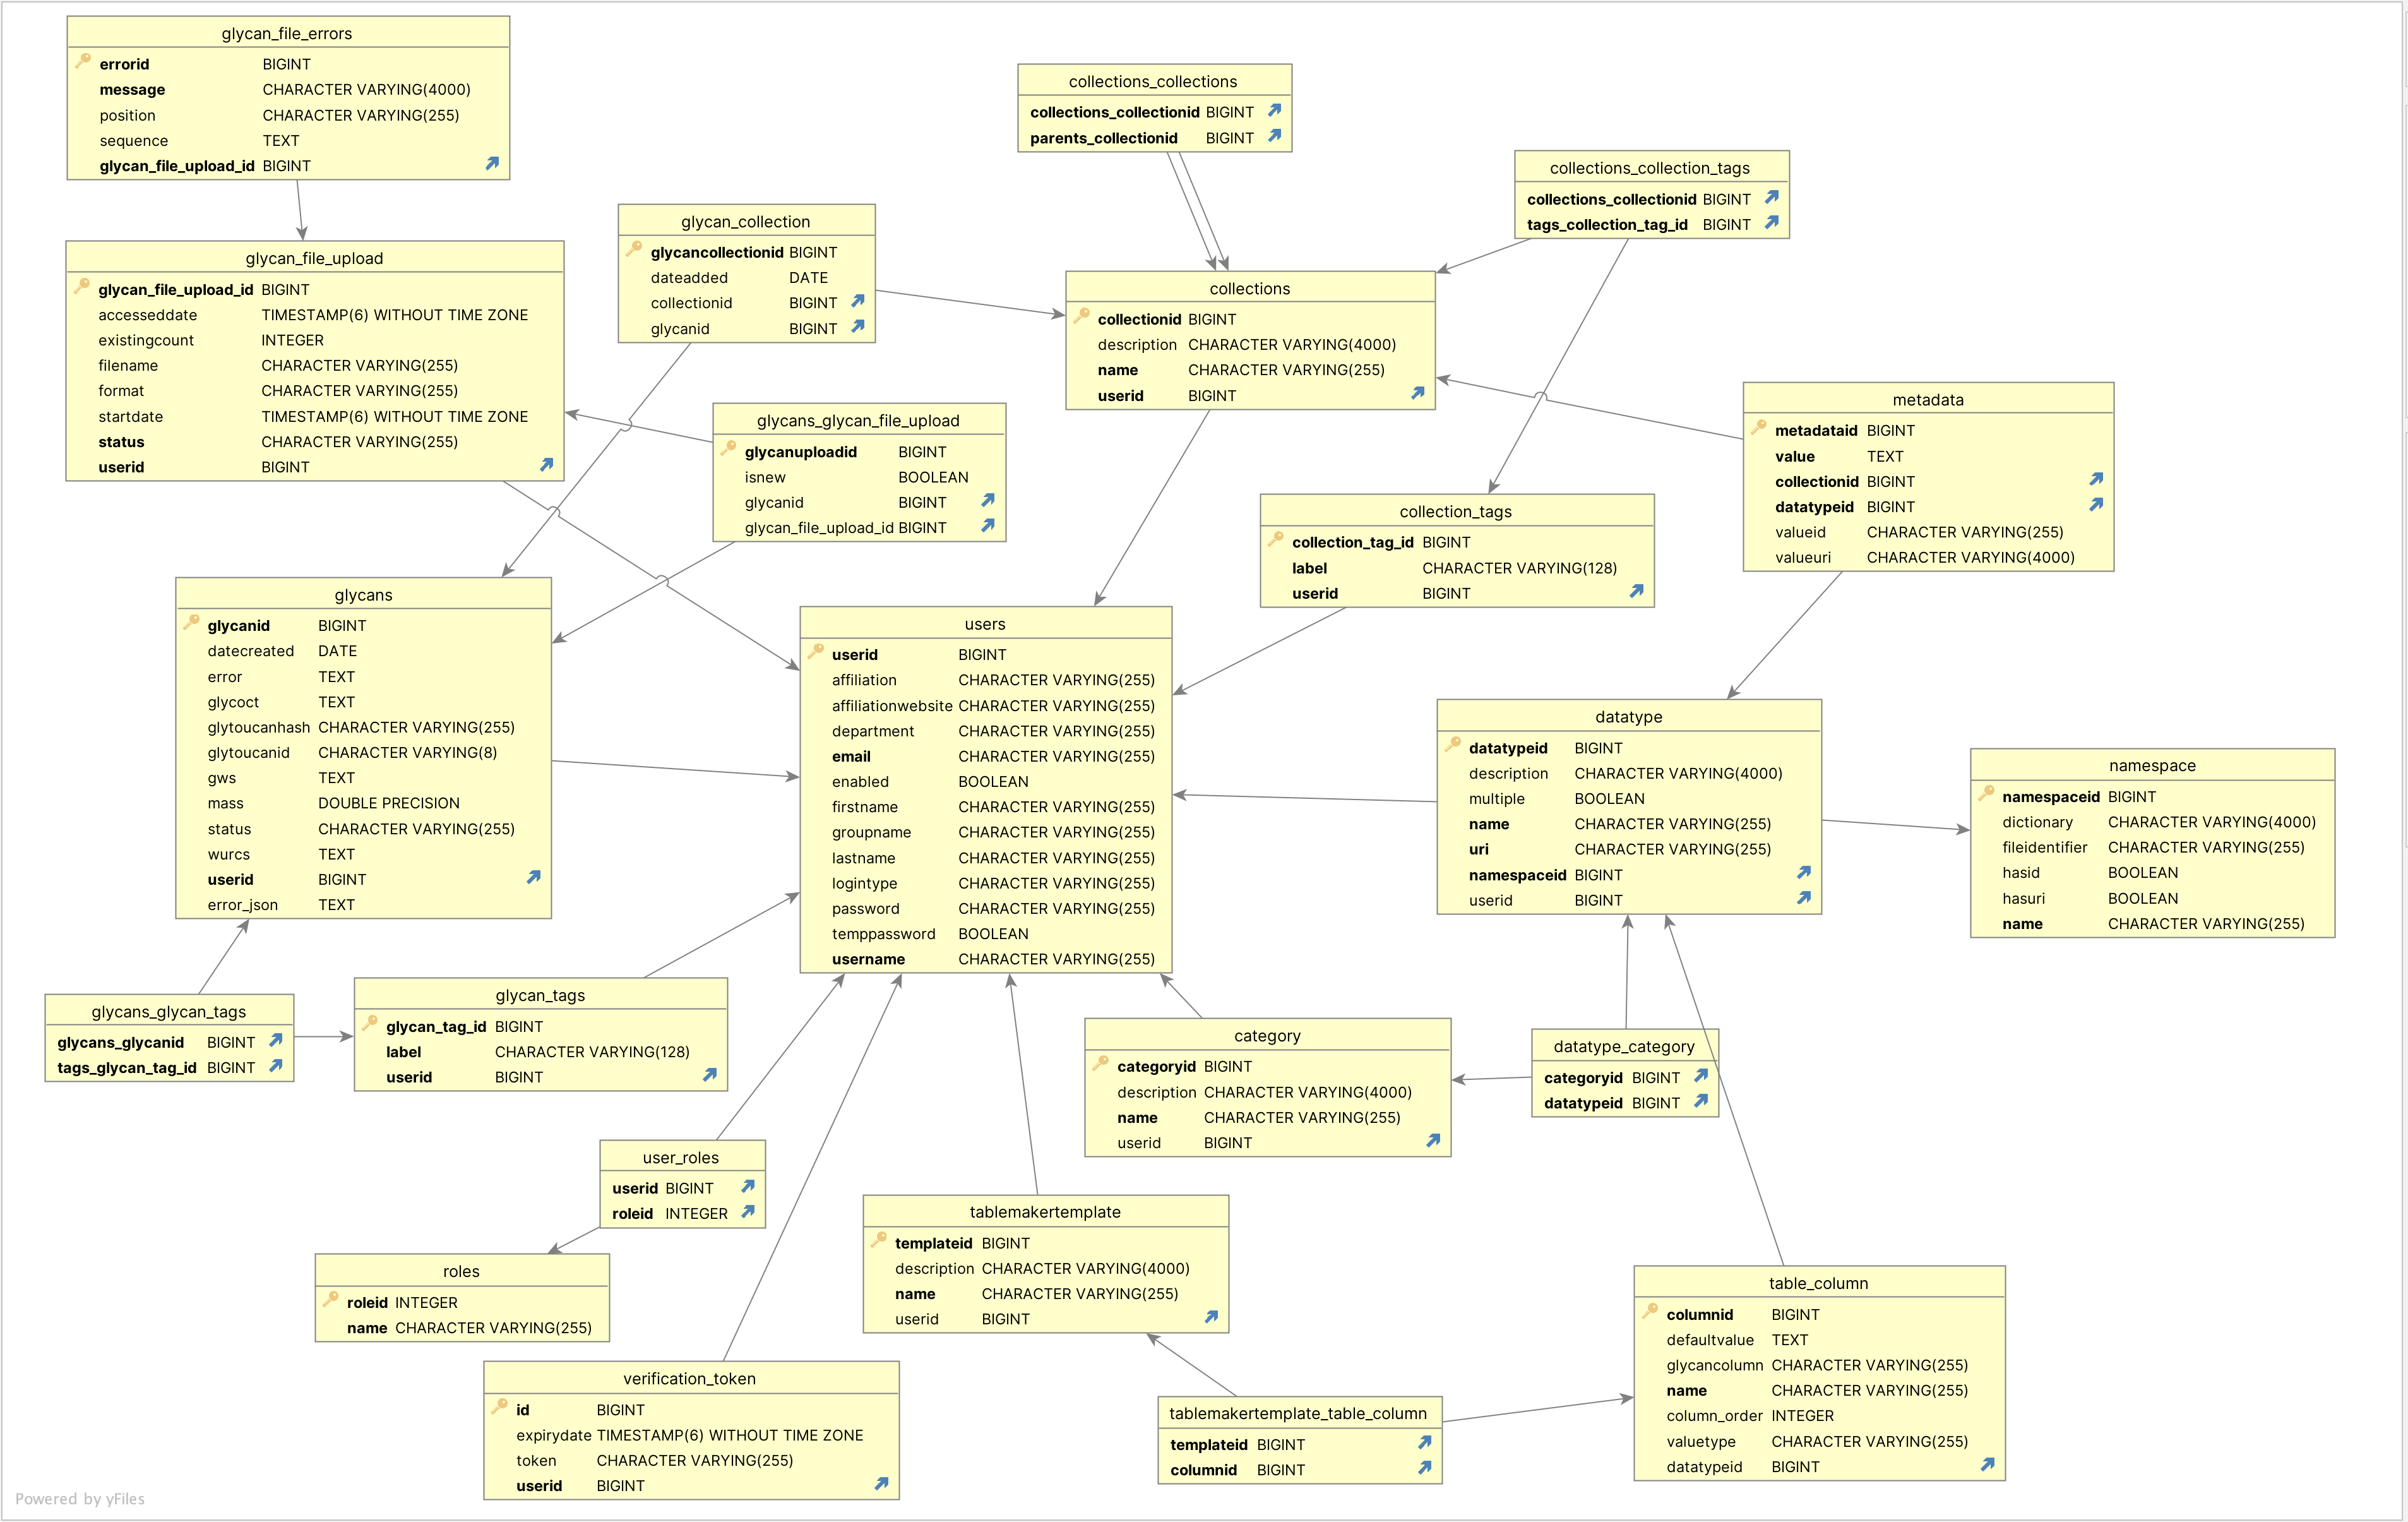 glycan_file_errors
errorid BIGINT
message CHARACTER VARYING(4000)
position CHARACTER VARYING(255)
sequence TEXT
glycan_file_upload_id BIGINT
collections_collections
collections_collectionid BIGINT
parents_collectionid BIGINT
collections_collection_tags
collections_collectionid BIGINT
tags_collection_tag_id BIGINT
glycan_collection
glycancollectionid BIGINT
dateadded DATE
collectionid BIGINT
glycanid BIGINT
glycan_file_upload
glycan_file_upload_id BIGINT
accesseddate TIMESTAMP(6) WITHOUT TIME ZONE
existingcount INTEGER
filename CHARACTER VARYING(255)
format CHARACTER VARYING(255)
startdate TIMESTAMP(6) WITHOUT TIME ZONE
status CHARACTER VARYING(255)
userid BIGINT
collections
collectionid BIGINT
description CHARACTER VARYING(4000)
name CHARACTER VARYING(255)
userid BIGINT
metadata
metadataid BIGINT
value TEXT
collectionid BIGINT
datatypeid BIGINT
valueid CHARACTER VARYING(255)
valueuri CHARACTER VARYING(4000)
glycans_glycan_file_upload
glycanuploadid BIGINT
isnew BOOLEAN
glycanid BIGINT
glycan_file_upload_id BIGINT
collection_tags
collection_tag_id BIGINT
label CHARACTER VARYING(128)
userid BIGINT
glycans
glycanid BIGINT
datecreated DATE
error TEXT
glycoct TEXT
glytoucanhash CHARACTER VARYING(255)
glytoucanid CHARACTER VARYING(8)
gws TEXT
mass DOUBLE PRECISION
status CHARACTER VARYING(255)
wurcs TEXT
userid BIGINT
error_json TEXT
users
userid BIGINT
affiliation CHARACTER VARYING(255)
affiliationwebsite CHARACTER VARYING(255)
department CHARACTER VARYING(255)
email CHARACTER VARYING(255)
enabled BOOLEAN
firstname CHARACTER VARYING(255)
groupname CHARACTER VARYING(255)
lastname CHARACTER VARYING(255)
logintype CHARACTER VARYING(255)
password CHARACTER VARYING(255)
temppassword BOOLEAN
username CHARACTER VARYING(255)
datatype
datatypeid BIGINT
description CHARACTER VARYING(4000)
multiple BOOLEAN
name CHARACTER VARYING(255)
uri CHARACTER VARYING(255)
namespaceid BIGINT
userid BIGINT
namespace
namespaceid BIGINT
dictionary CHARACTER VARYING(4000)
fileidentifier CHARACTER VARYING(255)
hasid BOOLEAN
hasuri BOOLEAN
name CHARACTER VARYING(255)
glycans_glycan_tags
glycans_glycanid BIGINT
tags_glycan_tag_id BIGINT
glycan_tags
glycan_tag_id BIGINT
label CHARACTER VARYING(128)
userid BIGINT
category
categoryid BIGINT
description CHARACTER VARYING(4000)
name CHARACTER VARYING(255)
userid BIGINT
datatype_category
categoryid BIGINT
datatypeid BIGINT
user_roles
userid BIGINT
roleid INTEGER
tablemakertemplate
templateid BIGINT
description CHARACTER VARYING(4000)
name CHARACTER VARYING(255)
userid BIGINT
roles
roleid INTEGER
name CHARACTER VARYING(255)
table_column
columnid BIGINT
defaultvalue TEXT
glycancolumn CHARACTER VARYING(255)
name CHARACTER VARYING(255)
column_order INTEGER
valuetype CHARACTER VARYING(255)
datatypeid BIGINT
verification_token
id BIGINT
expirydate TIMESTAMP(6) WITHOUT TIME ZONE
token CHARACTER VARYING(255)
userid BIGINT
tablemakertemplate_table_column
templateid BIGINT
columnid BIGINT
Powered by yFiles